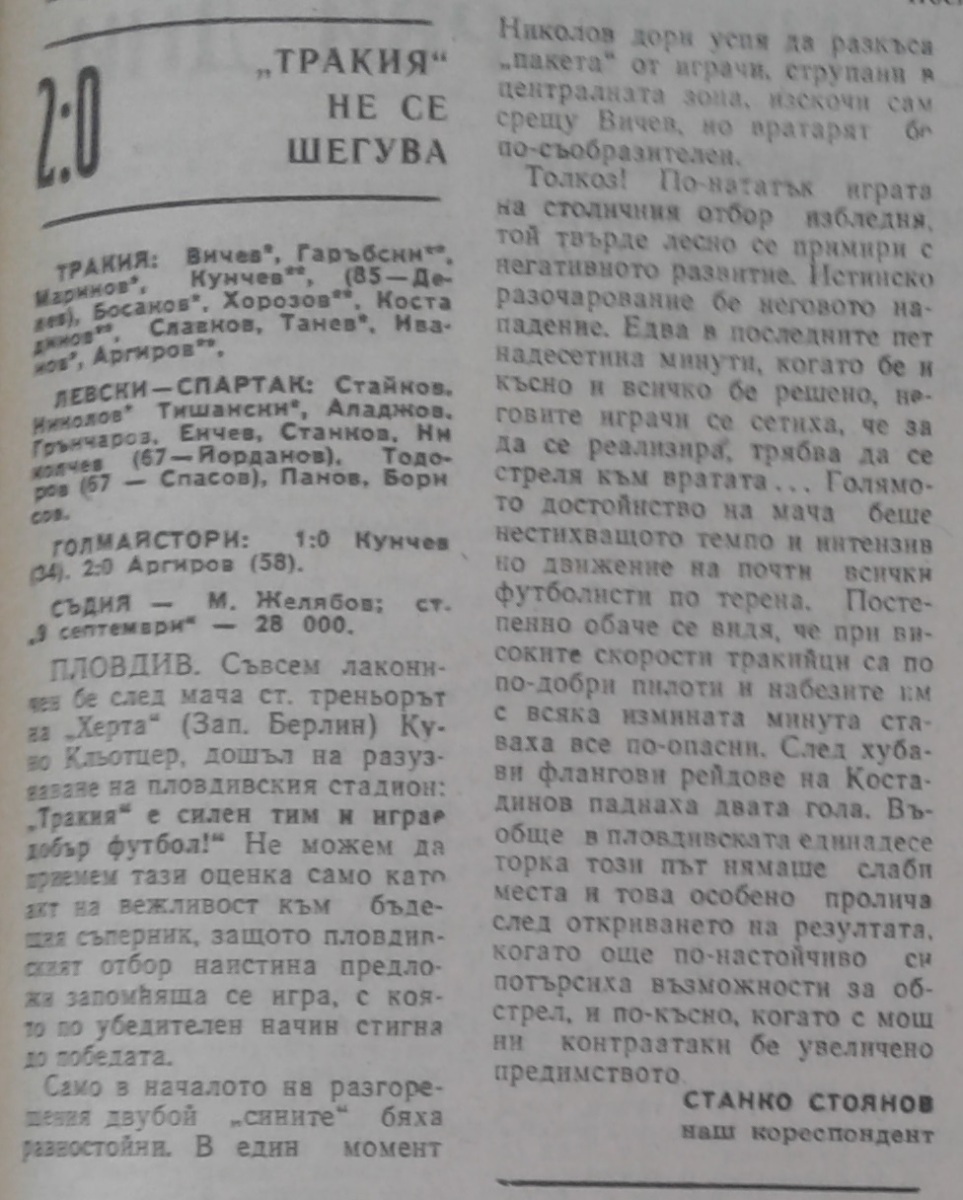 2:0
„ТРАКИЯ“
НЕ СЕ
ШЕГУВА
ТРАКИЯ: Вичев*, Гаръбски**,
Маринов*, Кунчев**, (85—Де-
лев), Босаков*, Хорозов**, Коста
динов**, Славков, Танев*, Ива-
нов*, Аргиров**.
ЛЕВСКИ—СПАРТАК: Стайков,
Николов* Тишански*, Аладжов,
Грънчаров, Енчев, Станков, Ни
колчев (67—Йорданов), Тодо-
ров (67 — Спасов), Панов, Бори
сов.
ГОЛМАЙСТОРИ: 1:0 Кунчев
(34), 2:0 Аргиров (58).
СЪДИЯ — М. Желябов; ст.
„9 септември“ — 28 000.
ПЛОВДИВ. Съвсем лакони-
чен бе след мача ст. треньорът
на „Херта“ (Зап. Берлин) Ку-
но Кльотцер, дошъл на разуз-
наване на пловдивския стадион:
„Тракия“ е силен тим и играе
добър футбол!“ Не можем да
приемем тази оценка само като
акт на вежливост към бъде-
щия съперник, защото пловдив-
ският отбор наистина предло-
жи запомняща се игра, с коя-
то по убедителен начин стигна
до победата.
Само в началото на разгоре-
щения двубой „сините“ бяха
равностойни. В един момент
Николов дори успя да разкъса
„пакета“ от играчи, струпани в
централната зона, изскочи сам
срещу Вичев, но вратарят бе
по-съобразителен.
Толкоз! По-нататък играта
на столичния отбор избледня,
той твърде лесно се примири с
негативното развитие. Истинско
разочарование бе неговото на-
падение. Едва в последните пет
надесетина минути, когато бе и
късно и всичко бе решено, не-
говите играчи се сетиха, че за
да се реализира, трябва да се
стреля към вратата... Голямо-
то достойнство на мача беше
нестихващото темпо и интензив
но движение на почти всички
футболисти по терена. Посте-
пенно обаче се видя, че при ви-
соките скорости тракийци са по
по-добри пилоти и набезите им
с всяка измината минута ста-
ваха все по-опасни. След хуба-
ви флангови рейдове на Коста-
динов паднаха двата гола. Въ-
обще в пловдивската единадесе
торка този път нямаше слаби
места и това особено пролича
след откриването на резултата,
когато още по-настойчиво си
потърсиха възможности за об-
стрел, и по-късно, когато с мощ
ни контраатаки бе увеличено
предимството.
СТАНКО СТОЯНОВ
наш кореспондент